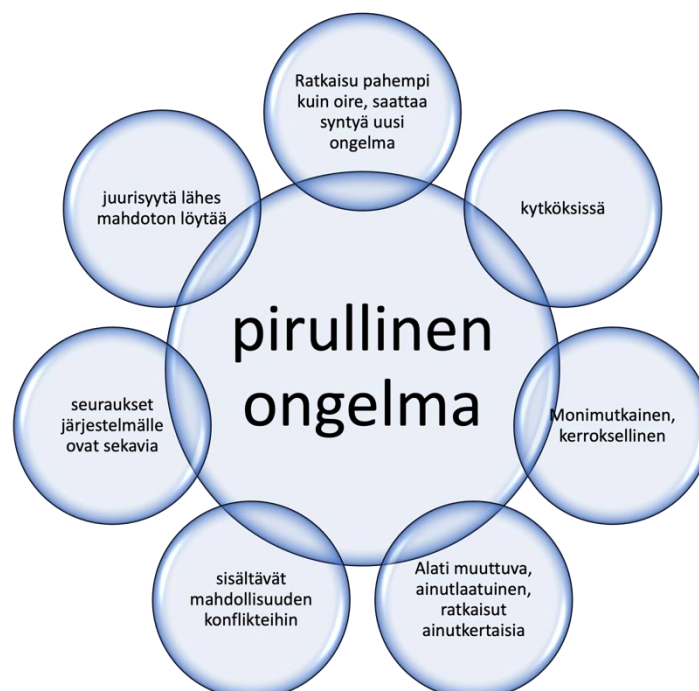 Ratkaisu pahempi
kuin oire, saattaa
syntyä uusi
ongelma
kytköksissä
Monimutkainen,
kerroksellinen
Alati muuttuva,
ainutlaatuinen,
ratkaisut
ainutkertaisia
sisältävät
mahdollisuuden
konflikteihin
seuraukset
järjestelmälle
ovat sekavia
juurisyytä lähes
mahdoton löytää
pirullinen
ongelma